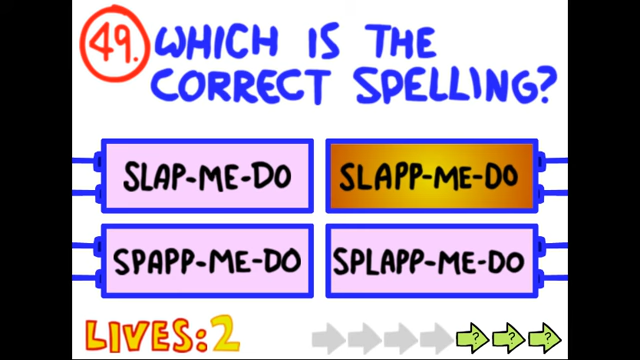 49. WHICH IS THE
CORRECT SPELLING?
SLAP-ME-DO
SLAPP-ME-DO
SPAPP-ME-DO
SPLAPP-ME-DO
LIVES:2
? ? ?